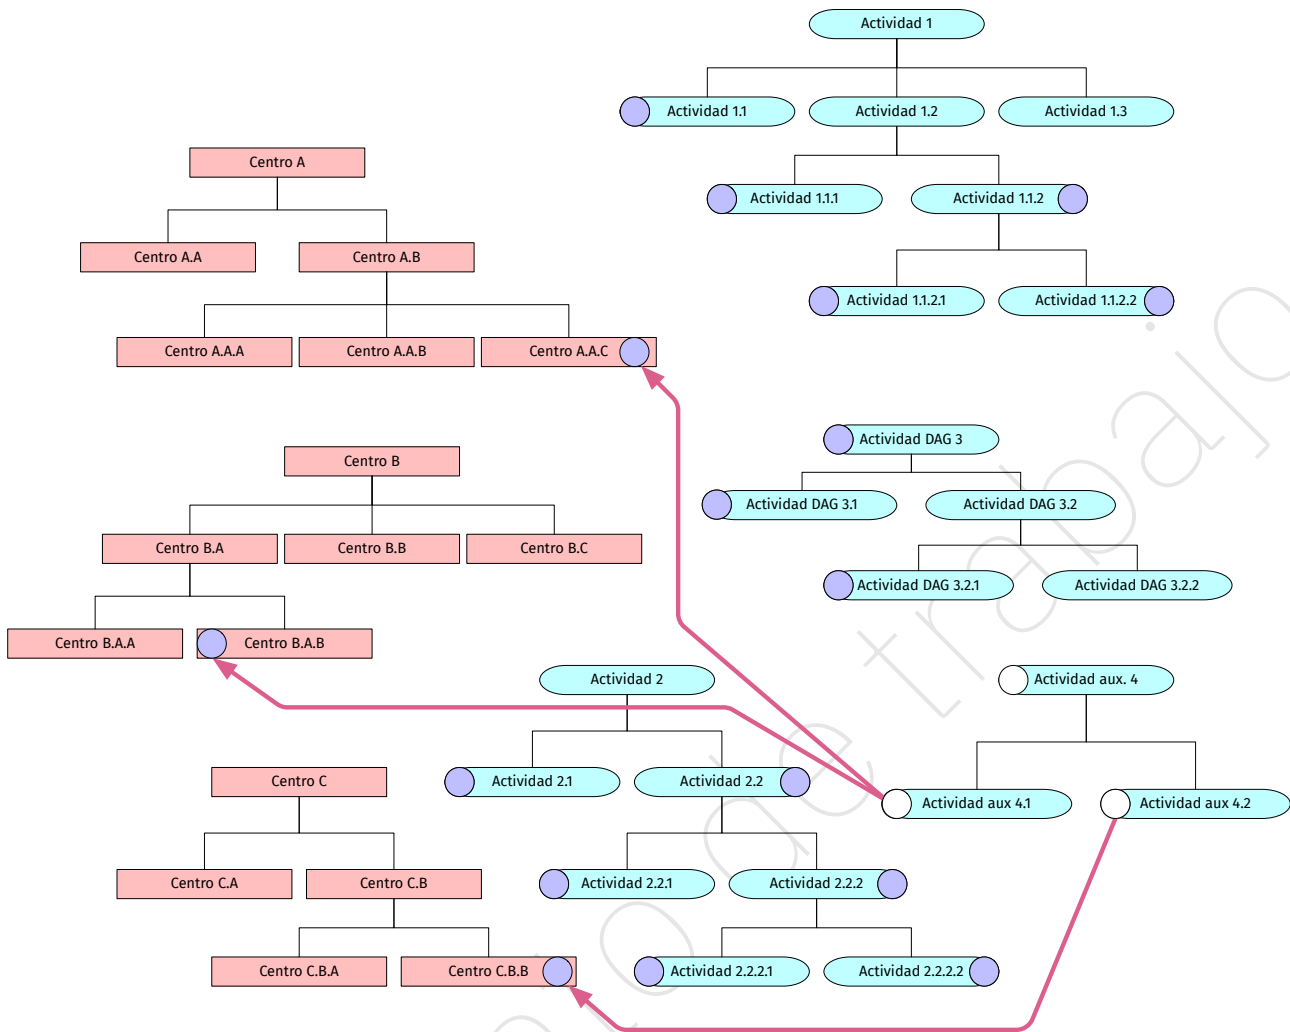 Actividad 1
Actividad 1.1
Actividad 1.2
Actividad 1.3
Centro A
Actividad 1.1.1
Actividad 1.1.2
Centro A.A
Centro A.B
Actividad 1.1.2.1
Actividad 1.1.2.2
Centro A.A.A
Centro A.A.B
Centro A.A.C
Actividad DAG 3
Centro B
Actividad DAG 3.1
Actividad DAG 3.2
Centro B.A
Centro B.B
Centro B.C
Actividad DAG 3.2.1
Actividad DAG 3.2.2
Centro B.A.A
Centro B.A.B
Actividad 2
Actividad aux. 4
Centro C
Actividad 2.1
Actividad 2.2
Actividad aux 4.1
Actividad aux 4.2
Centro C.A
Centro C.B
Actividad 2.2.1
Actividad 2.2.2
Centro C.B.A
Centro C.B.B
Actividad 2.2.2.1
Actividad 2.2.2.2
de trabajo